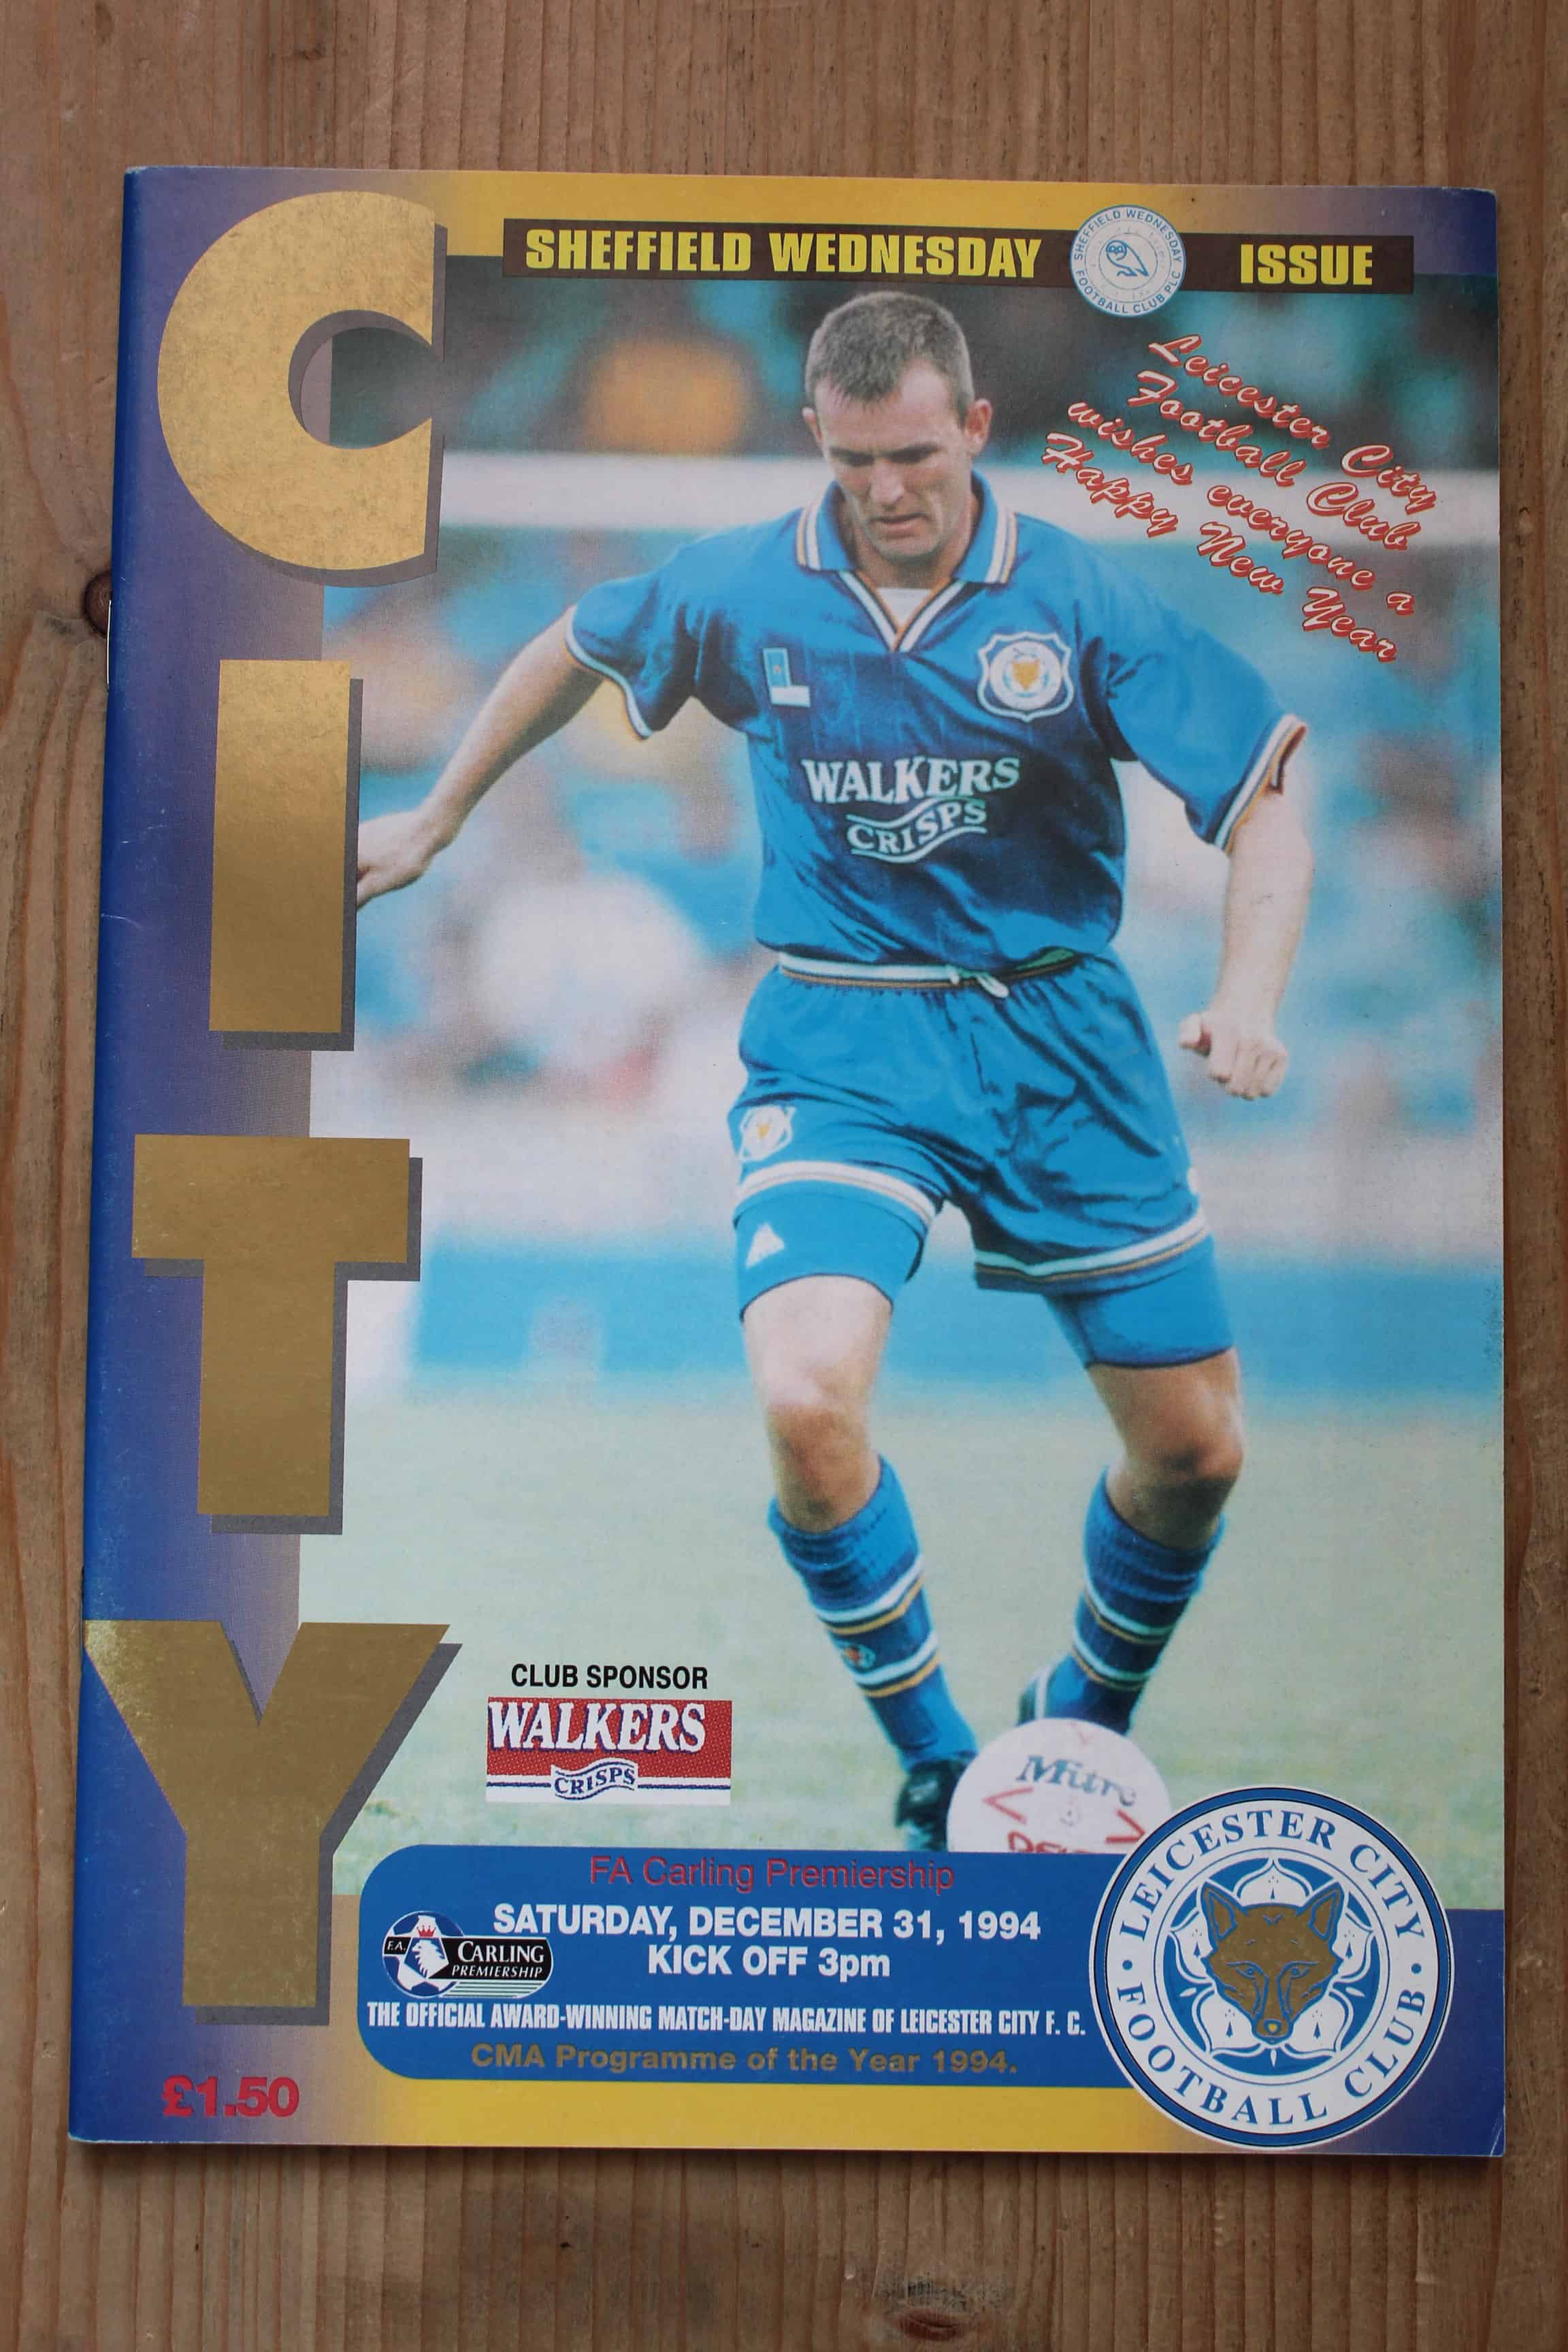 CITY
SHEFFIELD WEDNESDAY
SHEFFIELD WEDNESDAY FOOTBALL CLUB PLC
ISSUE
Leicester City
Football Club
wishes everyone a
Happy New Year
WALKERS
CRISPS
CLUB SPONSOR
WALKERS
CRISPS
Mitre
FA Carling Premiership
SATURDAY, DECEMBER 31, 1994
KICK OFF 3pm
F.A.
CARLING
PREMIERSHIP
THE OFFICIAL AWARD-WINNING MATCH-DAY MAGAZINE OF LEICESTER CITY F. C.
CMA Programme of the Year 1994.
LEICESTER CITY
FOOTBALL CLUB
£1.50